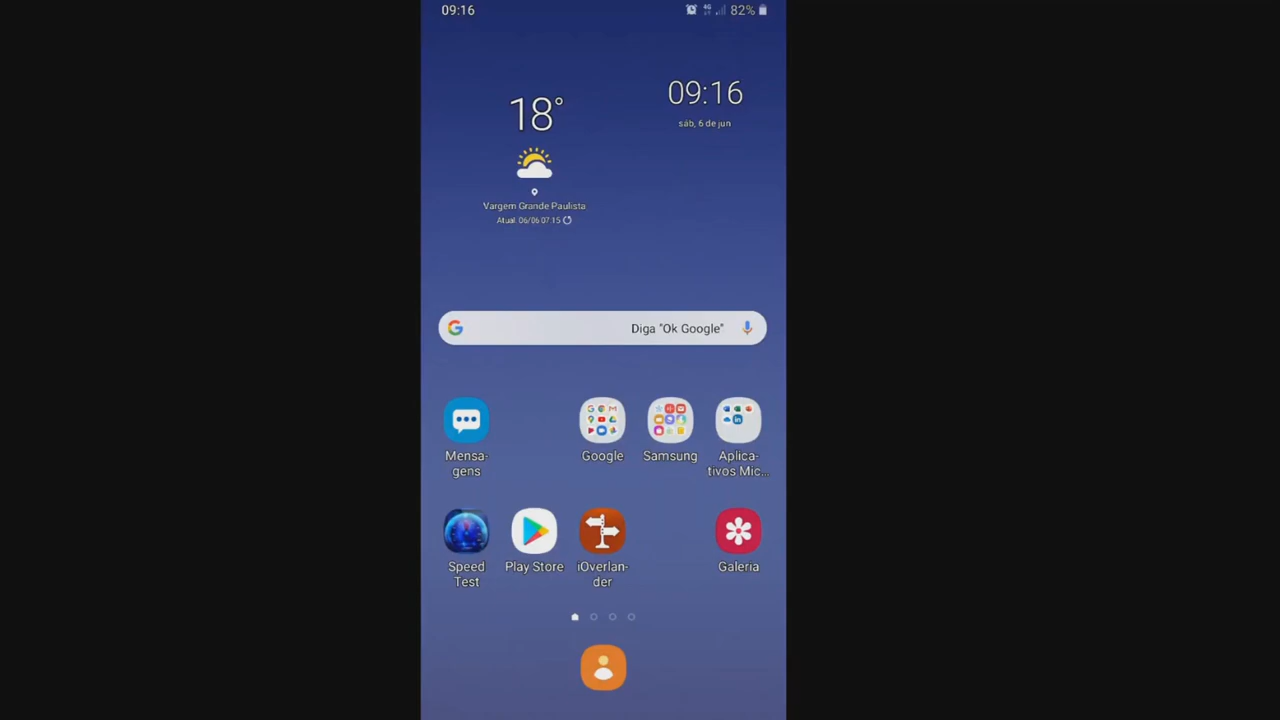 09:16
4G
82%
18°
09:16
sáb, 6 de jun
Vargem Grande Paulista
Atual. 06/06 07:15
Diga "Ok Google"
Mensa-
gens
Google
Samsung
Aplica-
tivos Mic...
Speed
Test
Play Store
iOverlan-
der
Galeria